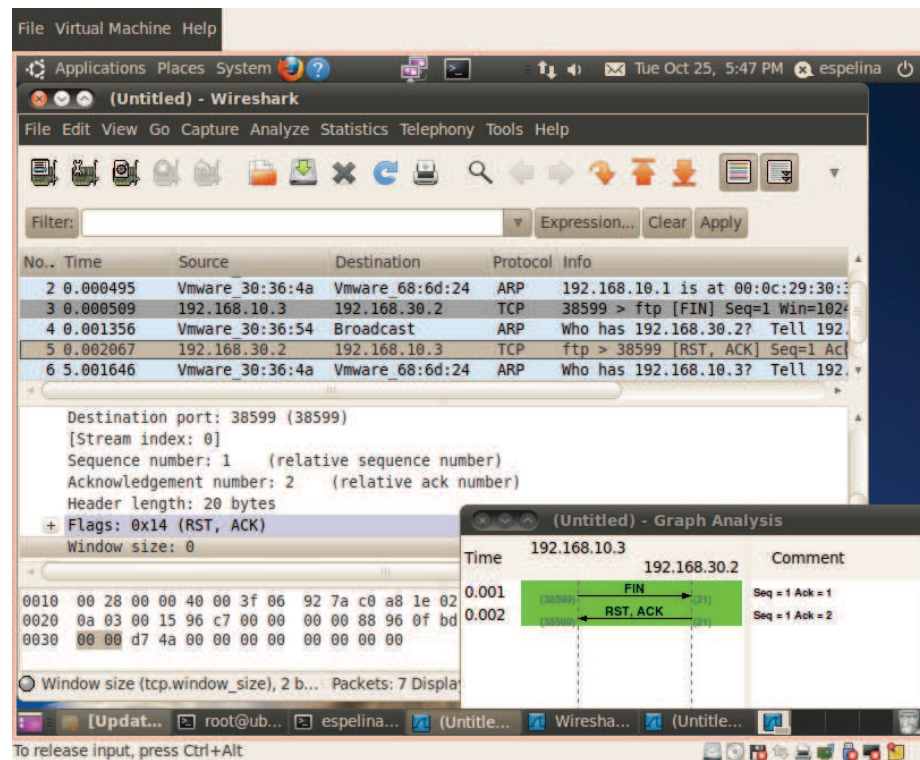 File Virtual Machine Help
Applications Places System Tue Oct 25, 5:47 PM espelina
(Untitled) - Wireshark
File Edit View Go Capture Analyze Statistics Telephony Tools Help
Filter: Expression... Clear Apply
No.. Time Source Destination Protocol Info
2 0.000495 Vmware_30:36:4a Vmware_68:6d:24 ARP 192.168.10.1 is at 00:0c:29:30:3
3 0.000509 192.168.10.3 192.168.30.2 TCP 38599 > ftp [FIN] Seq=1 Win=1024
4 0.001356 Vmware_30:36:54 Broadcast ARP Who has 192.168.30.2? Tell 192.
5 0.002067 192.168.30.2 192.168.10.3 TCP ftp > 38599 [RST, ACK] Seq=1 Ack
6 5.001646 Vmware_30:36:4a Vmware_68:6d:24 ARP Who has 192.168.10.3? Tell 192.
Destination port: 38599 (38599)
[Stream index: 0]
Sequence number: 1 (relative sequence number)
Acknowledgement number: 2 (relative ack number)
Header length: 20 bytes
+ Flags: 0x14 (RST, ACK)
Window size: 0
0010 00 28 00 00 40 00 3f 06 92 7a c0 a8 1e 02
0020 0a 03 00 15 96 c7 00 00 00 00 88 96 0f bd
0030 00 00 d7 4a 00 00 00 00 00 00 00 00
Window size (tcp.window_size), 2 b... Packets: 7 Display
(Untitled) - Graph Analysis
Time 192.168.10.3 192.168.30.2 Comment
0.001 (38599) FIN (21) Seq = 1 Ack = 1
0.002 (38599) RST, ACK (21) Seq = 1 Ack = 2
[Updat... root@ub... espelina... (Untitle... Wiresha... (Untitle...
To release input, press Ctrl+Alt